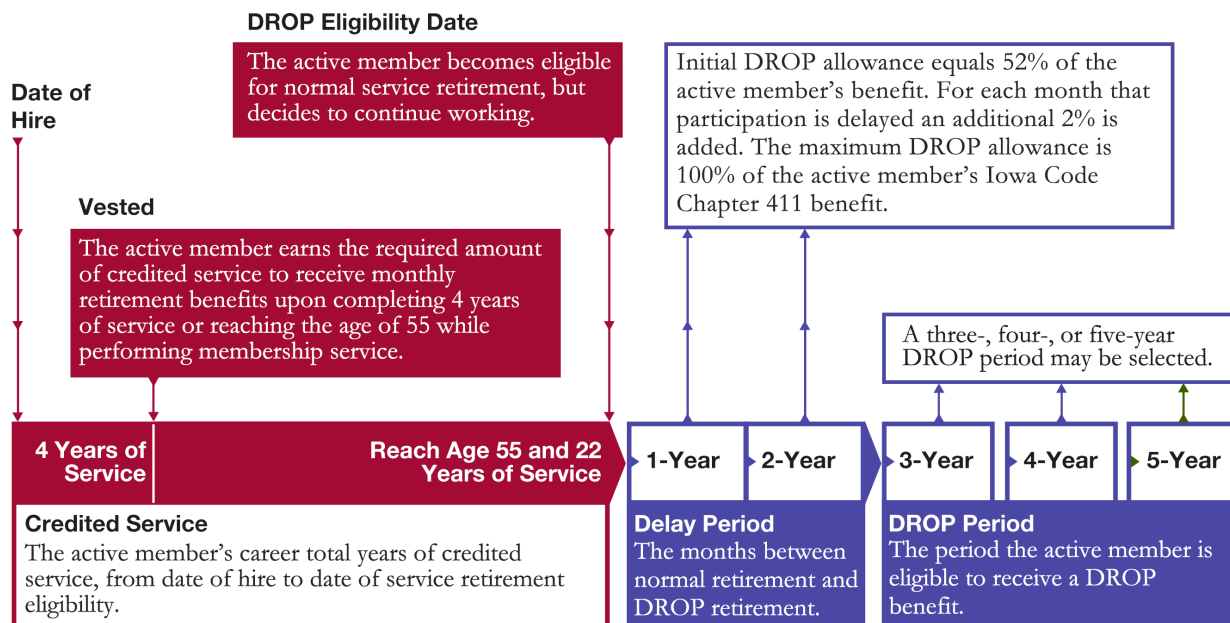 DROP Eligibility Date
The active member becomes eligible
for normal service retirement, but
decides to continue working.
Date of
Hire
Vested
The active member earns the required amount
of credited service to receive monthly
retirement benefits upon completing 4 years
of service or reaching the age of 55 while
performing membership service.
Initial DROP allowance equals 52% of the
active member’s benefit. For each month that
participation is delayed an additional 2% is
added. The maximum DROP allowance is
100% of the active member’s Iowa Code
Chapter 411 benefit.
A three-, four-, or five-year
DROP period may be selected.
4 Years of
Service
Reach Age 55 and 22
Years of Service
1-Year
2-Year
3-Year
4-Year
5-Year
Credited Service
The active member’s career total years of credited
service, from date of hire to date of service retirement
eligibility.
Delay Period
The months between
normal retirement and
DROP retirement.
DROP Period
The period the active member is
eligible to receive a DROP
benefit.